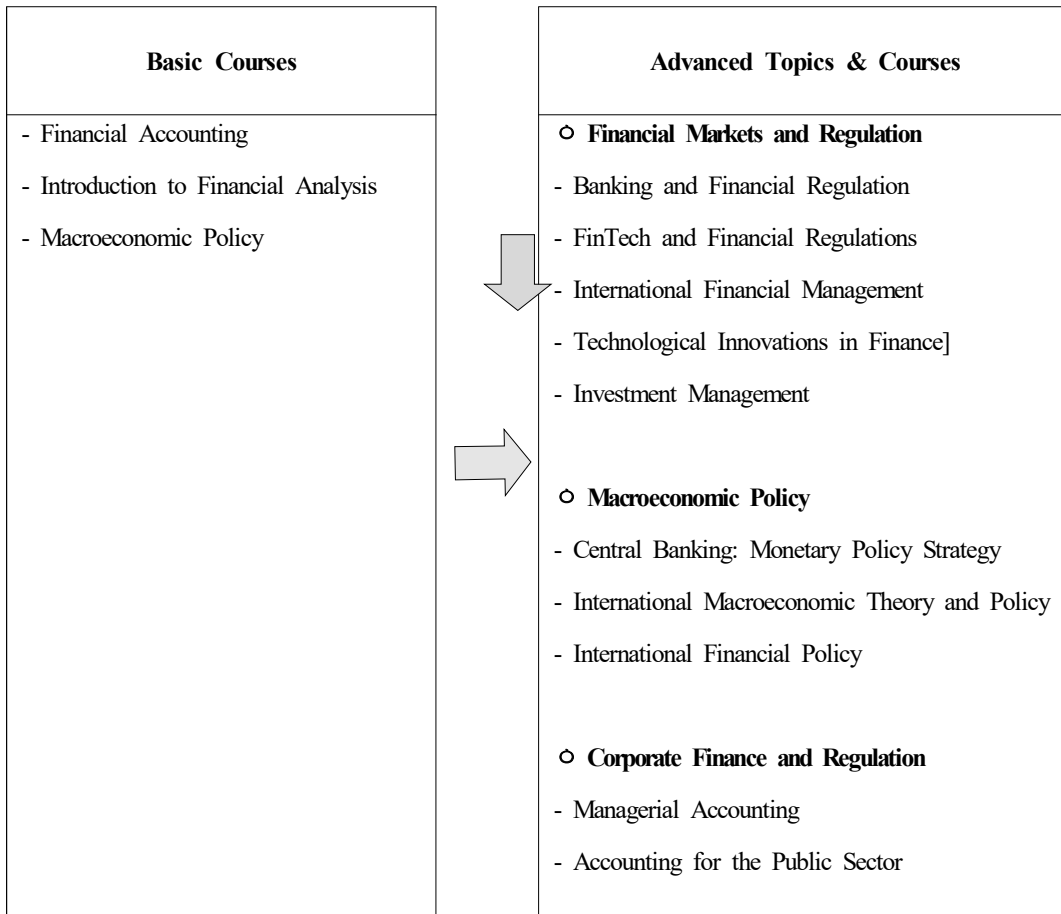 Basic Courses
- Financial Accounting
- Introduction to Financial Analysis
- Macroeconomic Policy
Advanced Topics & Courses
Financial Markets and Regulation
- Banking and Financial Regulation
- FinTech and Financial Regulations
- International Financial Management
- Technological Innovations in Finance]
- Investment Management
Macroeconomic Policy
- Central Banking: Monetary Policy Strategy
- International Macroeconomic Theory and Policy
- International Financial Policy
Corporate Finance and Regulation
- Managerial Accounting
- Accounting for the Public Sector